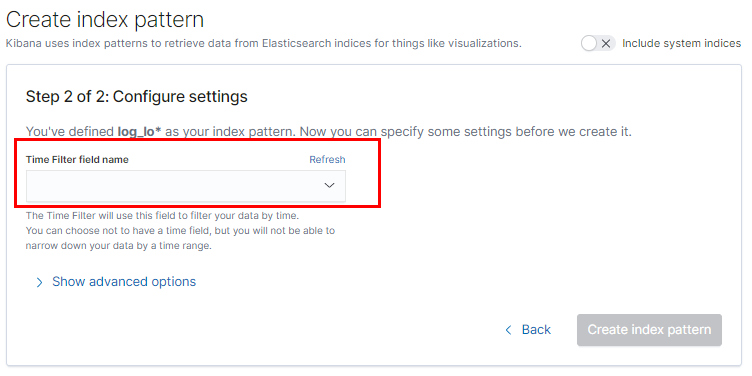 Create index pattern
Kibana uses index patterns to retrieve data from Elasticsearch indices for things like visualizations.
Include system indices
Step 2 of 2: Configure settings
You've defined log_lo* as your index pattern. Now you can specify some settings before we create it.
Time Filter field name
Refresh
The Time Filter will use this field to filter your data by time.
You can choose not to have a time field, but you will not be able to
narrow down your data by a time range.
Show advanced options
Back
Create index pattern